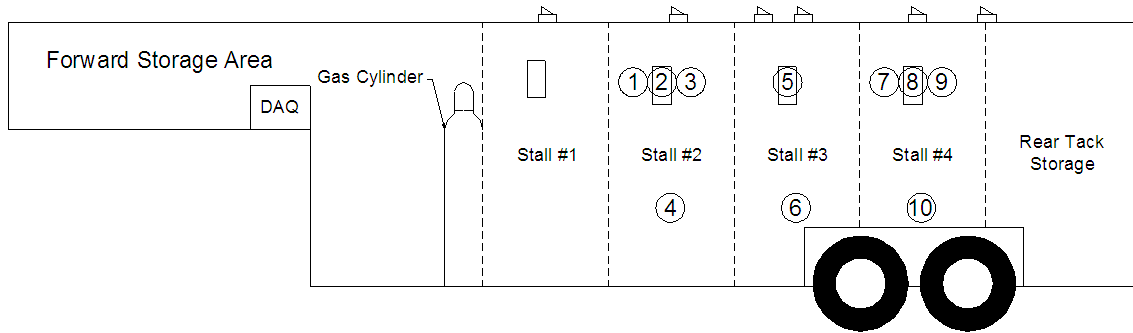 Forward Storage Area
Gas Cylinder
DAQ
1 2 3
5
7 8 9
Stall #1
Stall #2
Stall #3
Stall #4
Rear Tack
Storage
4
6
10